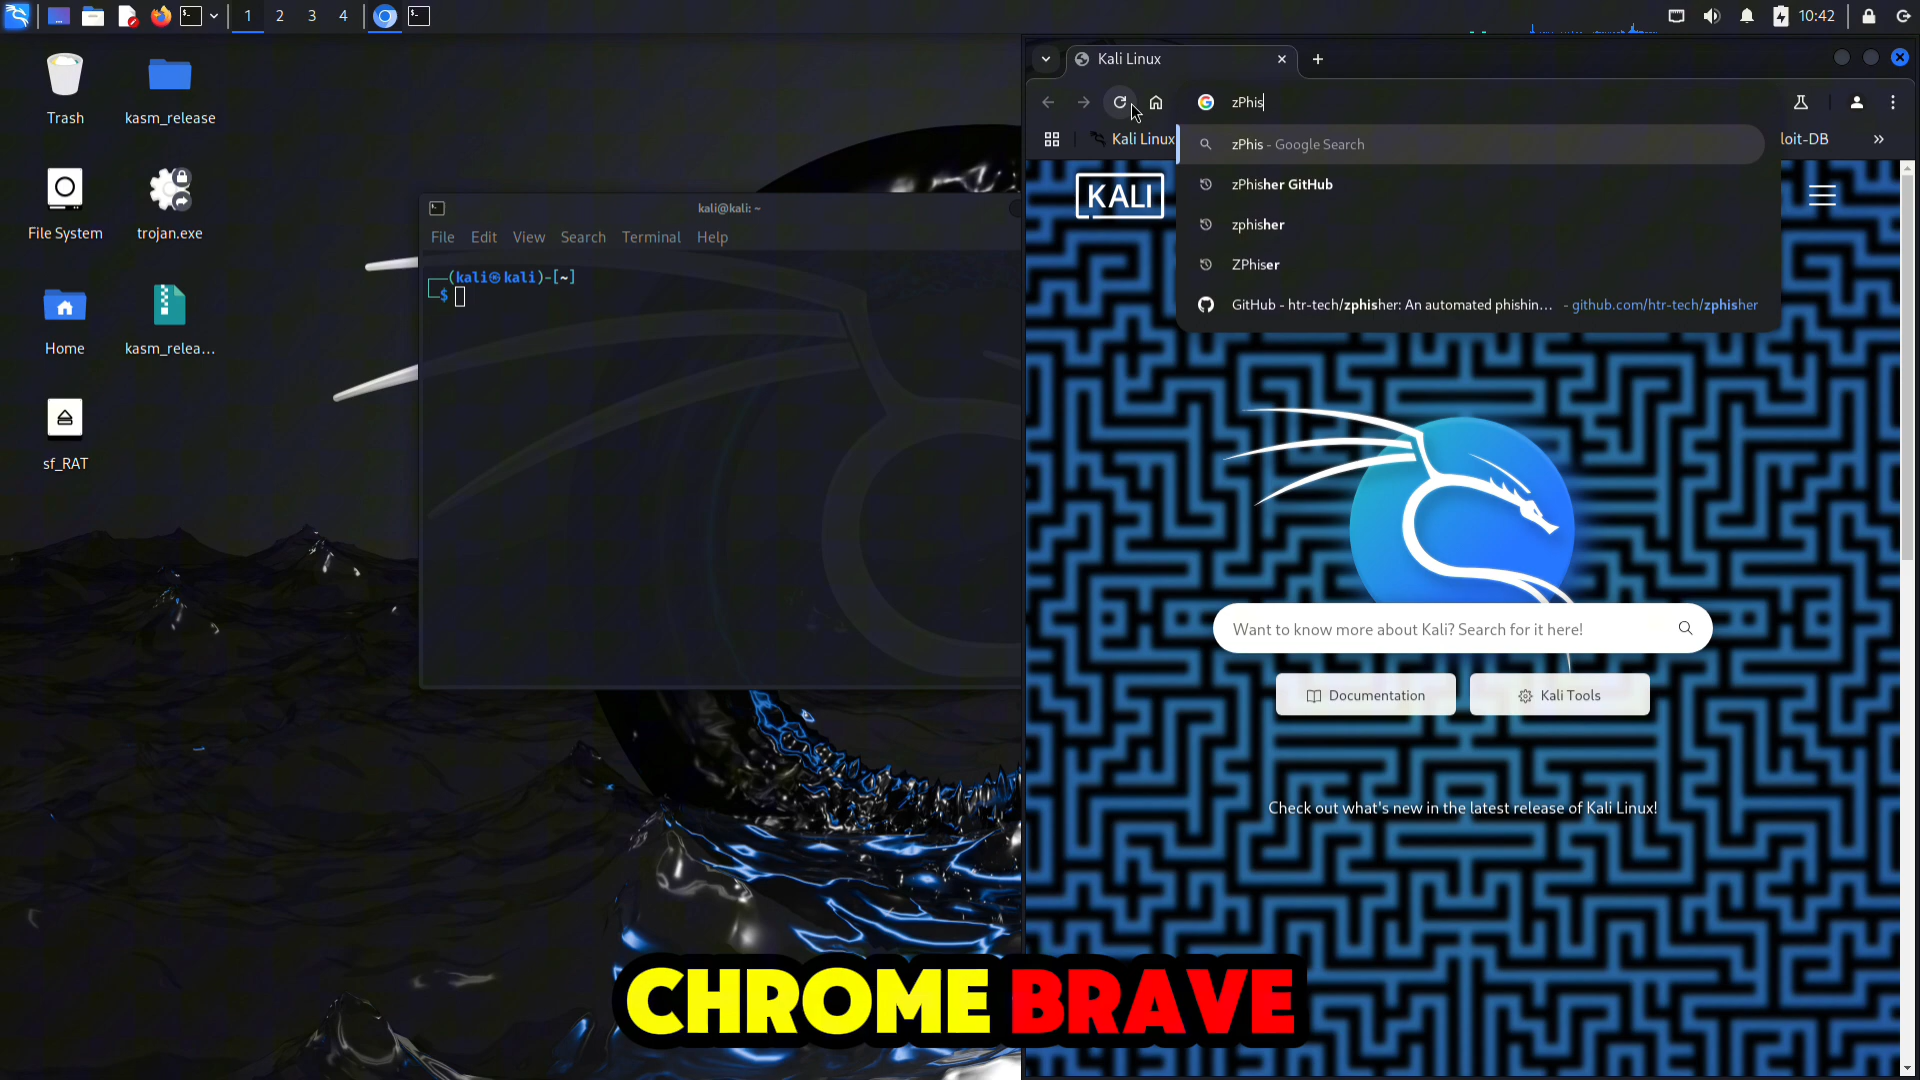 1 2 3 4
10:42
Trash
kasm_release
File System
trojan.exe
Home
kasm_relea...
sf_RAT
kali@kali: ~
File Edit View Search Terminal Help
(kali㉿kali)-[~]
$
Kali Linux
zPhis
Kali Linux
loit-DB
»
zPhis - Google Search
zPhisher GitHub
zphisher
ZPhiser
GitHub - htr-tech/zphisher: An automated phishin... - github.com/htr-tech/zphisher
KALI
Want to know more about Kali? Search for it here!
Documentation
Kali Tools
Check out what's new in the latest release of Kali Linux!
CHROME BRAVE